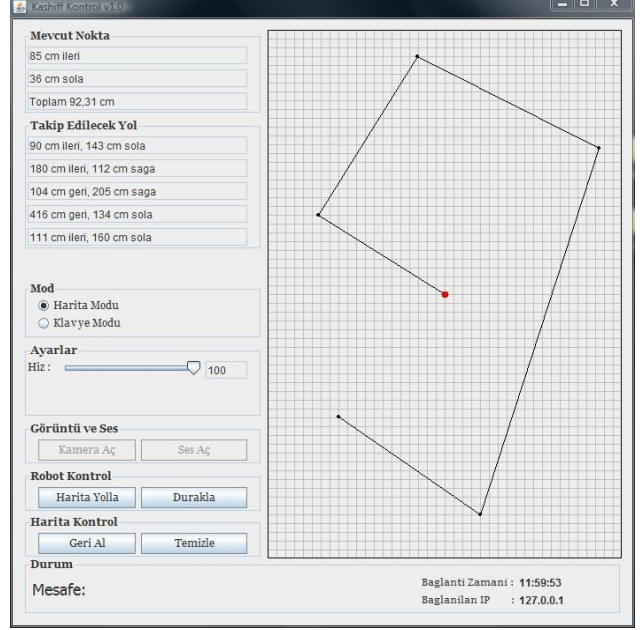 Kashiff Kontrol v1.0
Mevcut Nokta
85 cm ileri
36 cm sola
Toplam 92,31 cm
Takip Edilecek Yol
90 cm ileri, 143 cm sola
180 cm ileri, 112 cm saga
104 cm geri, 205 cm saga
416 cm geri, 134 cm sola
111 cm ileri, 160 cm sola
Mod
Harita Modu
Klavye Modu
Ayarlar
Hiz : 100
Görüntü ve Ses
Kamera Aç Ses Aç
Robot Kontrol
Harita Yolla Durakla
Harita Kontrol
Geri Al Temizle
Durum
Mesafe:
Baglanti Zamani : 11:59:53
Baglanilan IP : 127.0.0.1